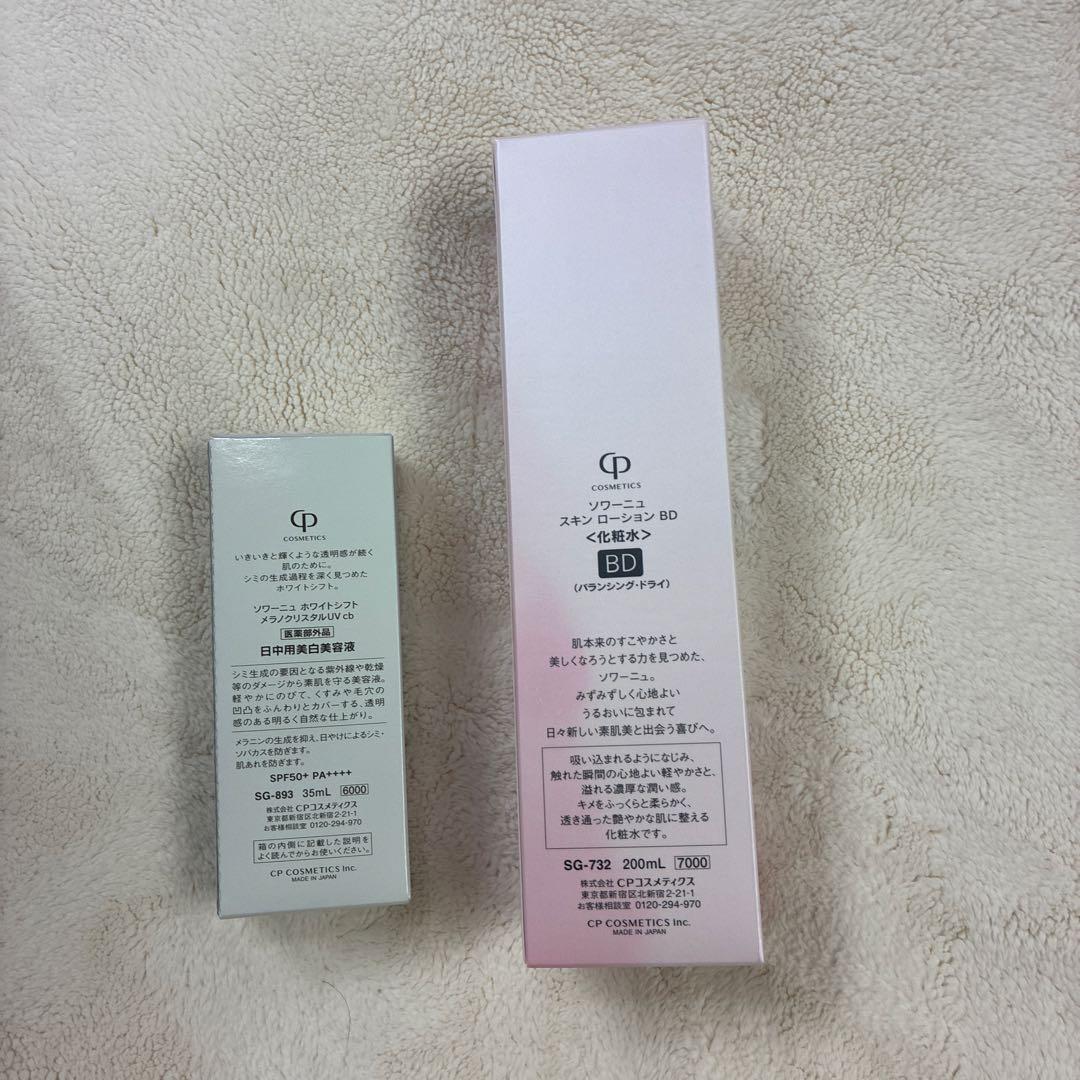 CP
COSMETICS
いきいきと輝くような透明感が続く
肌のために。
シミの生成過程を深く見つめた
ホワイトシフト。
ソワーニュ ホワイトシフト
メラノクリスタルUV cb
医薬部外品
日中用美白美容液
シミ生成の要因となる紫外線や乾燥
等のダメージから素肌を守る美容液。
軽やかにのびて、くすみや毛穴の
凹凸をふんわりとカバーする、透明
感のある明るく自然な仕上がり。
メラニンの生成を抑え、日やけによるシミ・
ソバカスを防ぎます。
肌あれを防ぎます。
SPF50+ PA++++
SG-893 35mL 6000
株式会社 CPコスメティクス
東京都新宿区北新宿2-21-1
お客様相談室 0120-294-970
箱の内側に記載した説明を
よく読んでからお使いください。
CP COSMETICS Inc.
MADE IN JAPAN
CP
COSMETICS
ソワーニュ
スキン ローション BD
<化粧水>
BD
(バランシング・ドライ)
肌本来のすこやかさと
美しくなろうとする力を見つめた、
ソワーニュ。
みずみずしく心地よい
うるおいに包まれて
日々新しい素肌美と出会う喜びへ。
吸い込まれるようになじみ、
触れた瞬間の心地よい軽やかさと、
溢れる濃厚な潤い感。
キメをふっくらと柔らかく、
透き通った艶やかな肌に整える
化粧水です。
SG-732 200mL 7000
株式会社 CPコスメティクス
東京都新宿区北新宿2-21-1
お客様相談室 0120-294-970
CP COSMETICS Inc.
MADE IN JAPAN